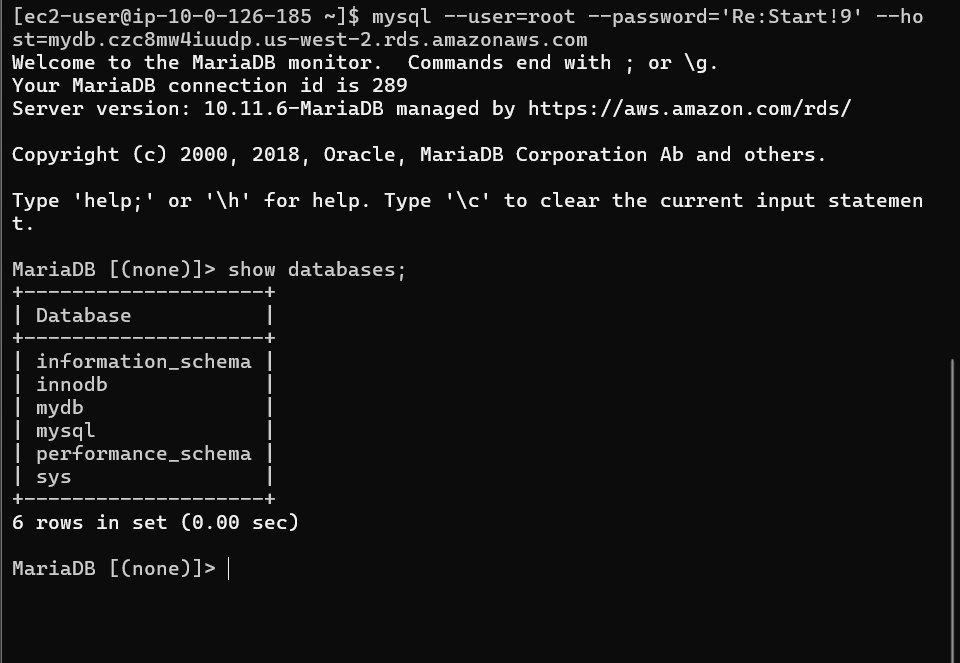 [ec2-user@ip-10-0-126-185 ~]$ mysql --user=root --password='Re:Start!9' --ho
st=mydb.czc8mw4iuudp.us-west-2.rds.amazonaws.com
Welcome to the MariaDB monitor.  Commands end with ; or \g.
Your MariaDB connection id is 289
Server version: 10.11.6-MariaDB managed by https://aws.amazon.com/rds/

Copyright (c) 2000, 2018, Oracle, MariaDB Corporation Ab and others.

Type 'help;' or '\h' for help. Type '\c' to clear the current input statemen
t.

MariaDB [(none)]> show databases;
+--------------------+
| Database           |
+--------------------+
| information_schema |
| innodb             |
| mydb               |
| mysql              |
| performance_schema |
| sys                |
+--------------------+
6 rows in set (0.00 sec)

MariaDB [(none)]>